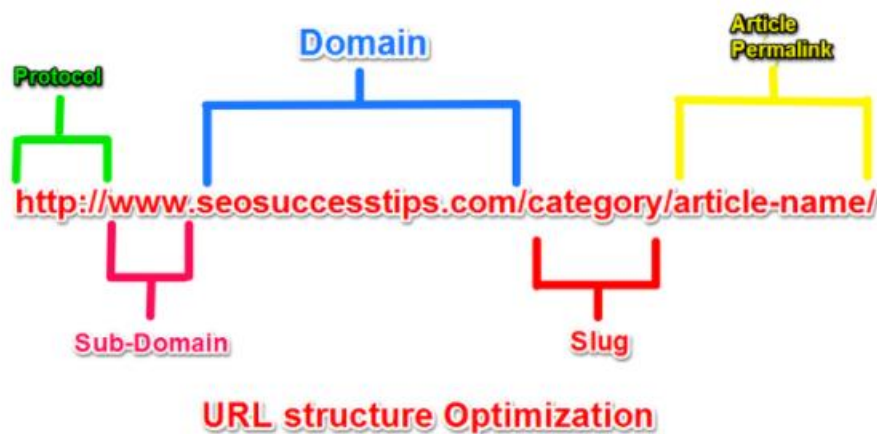 Domain
Article
Permalink
Protocol
http://www.seosuccesstips.com/category/article-name/
Sub-Domain
Slug
URL structure Optimization